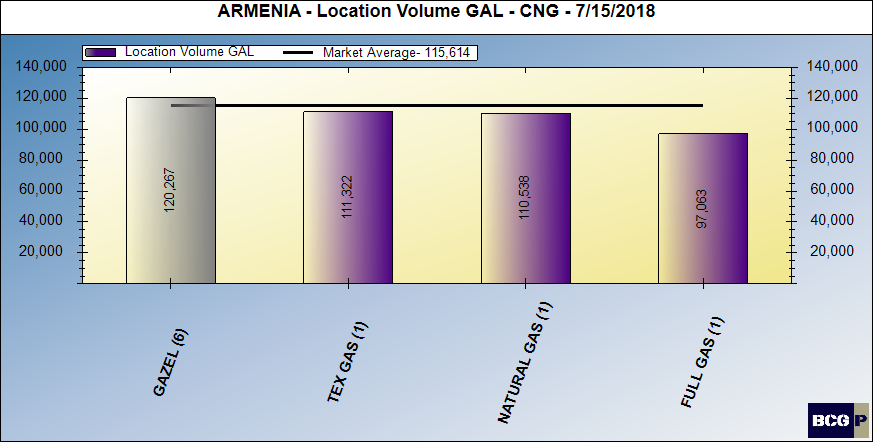 ARMENIA - Location Volume GAL - CNG - 7/15/2018
Location Volume GAL Market Average- 115,614
140,000 140,000
120,000 120,000
100,000 100,000
80,000 80,000
60,000 60,000
40,000 40,000
20,000 20,000
120,267 111,322 110,538 97,063
GAZEL (6) TEX GAS (1) NATURAL GAS (1) FULL GAS (1)
BCG P